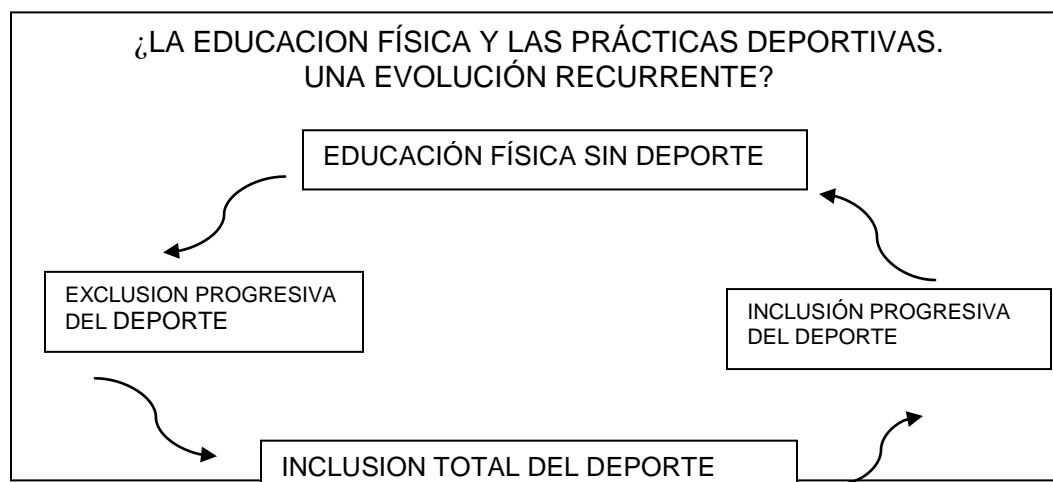 ¿LA EDUCACION FÍSICA Y LAS PRÁCTICAS DEPORTIVAS.
UNA EVOLUCIÓN RECURRENTE?
EDUCACIÓN FÍSICA SIN DEPORTE
EXCLUSION PROGRESIVA
DEL DEPORTE
INCLUSIÓN PROGRESIVA
DEL DEPORTE
INCLUSION TOTAL DEL DEPORTE